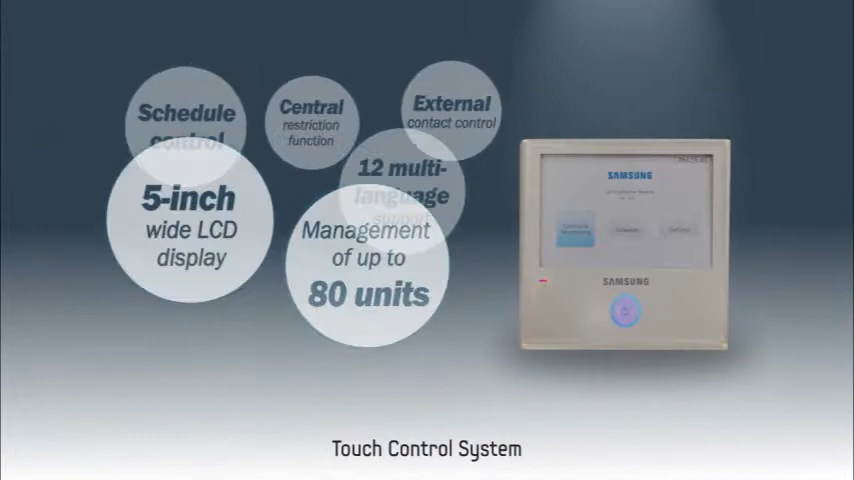 Schedule
control
Central
restriction
function
External
contact control
12 multi-
language
support
5-inch
wide LCD
display
Management
of up to
80 units
SAMSUNG
SAMSUNG
Touch Control System